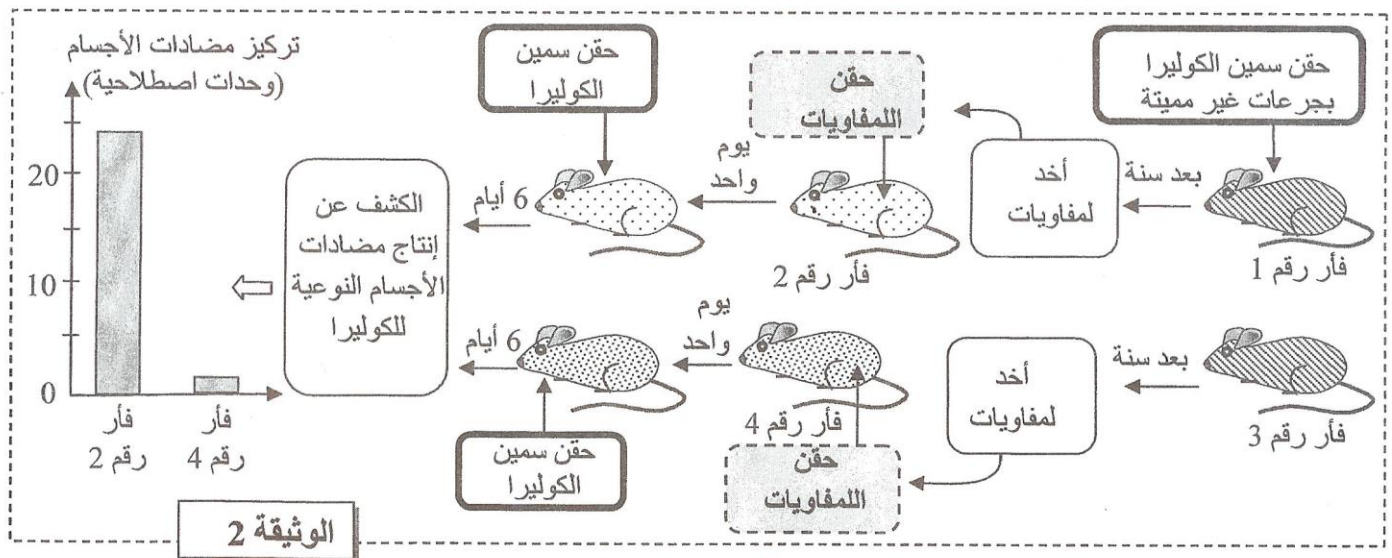 حقن سمين الكوليرا
بجرعات غير مميتة
فأر رقم 1
بعد سنة
أخد
لمفاويات
حقن
اللمفاويات
فأر رقم 2
يوم
واحد
حقن سمين
الكوليرا
6 أيام
فأر رقم 3
بعد سنة
أخد
لمفاويات
حقن
اللمفاويات
فأر رقم 4
يوم
واحد
حقن سمين
الكوليرا
6 أيام
الكشف عن
إنتاج مضادات
الأجسام النوعية
للكوليرا
تركيز مضادات الأجسام
(وحدات اصطلاحية)
20
10
0
فأر
رقم 2
فأر
رقم 4
الوثيقة 2